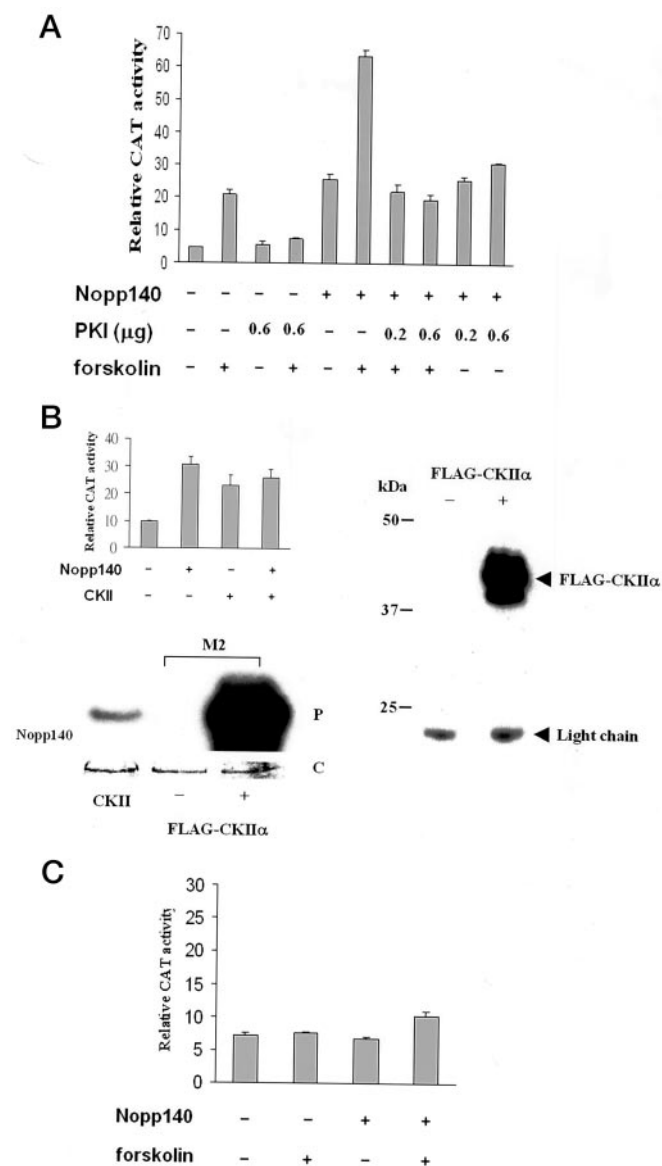 A
Relative CAT activity
80
70
60
50
40
30
20
10
0
Nopp140 – – – – + + + + + +
PKI (μg) – – 0.6 0.6 – – 0.2 0.6 0.2 0.6
forskolin – + – + – + + + – –
B
Relative CAT activity
40
30
20
10
0
Nopp140 – + – +
CKII – – + +
M2
Nopp140
P
C
CKII – +
FLAG-CKIIα
FLAG-CKIIα
kDa – +
50
FLAG-CKIIα
37
25
Light chain
C
Relative CAT activity
30
25
20
15
10
5
0
Nopp140 – – + +
forskolin – + – +